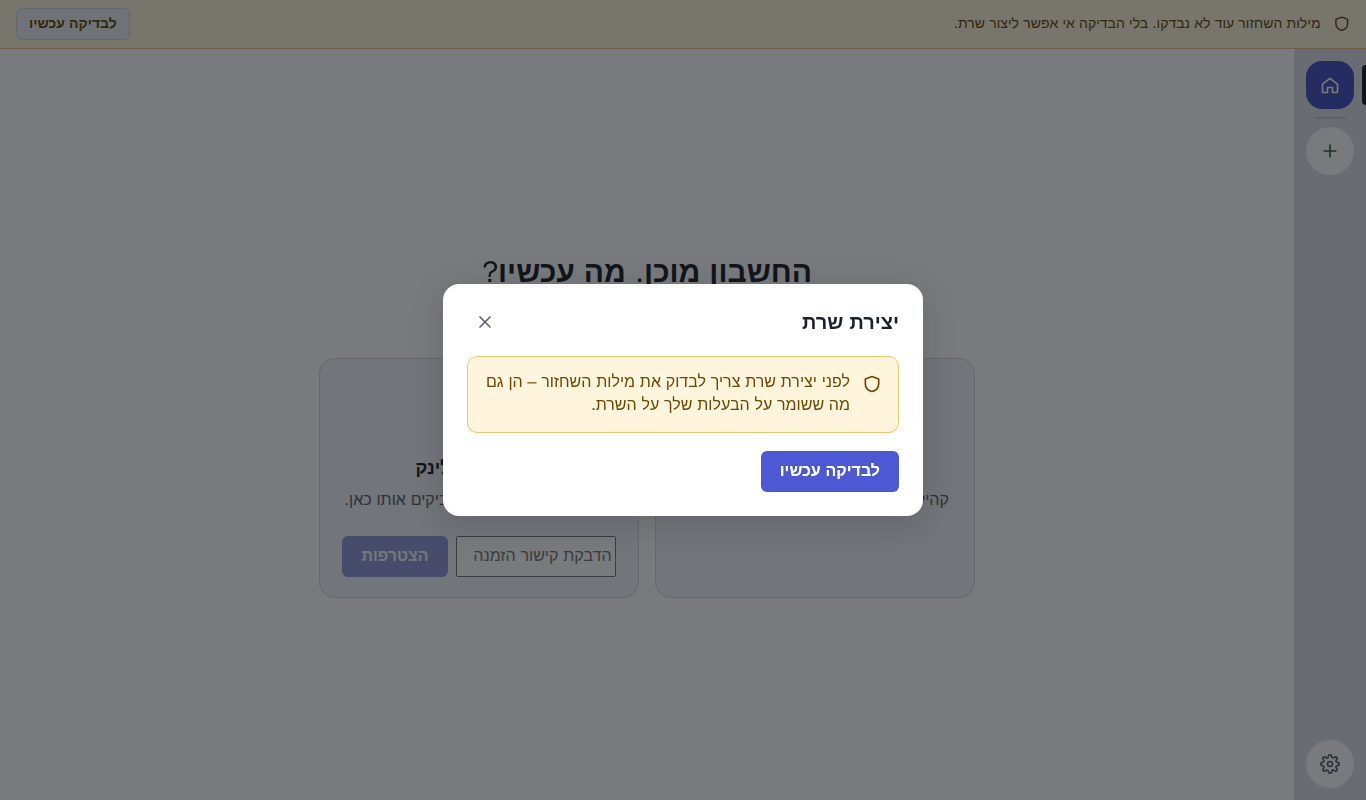 מילות השחזור עוד לא נבדקו. בלי הבדיקה אי אפשר ליצור שרת.
לבדיקה עכשיו
החשבון מוכן. מה עכשיו?
יצירת שרת
לפני יצירת שרת צריך לבדוק את מילות השחזור – הן גם
מה ששומר על הבעלות שלך על השרת.
לבדיקה עכשיו
אותו כאן.
הדבקת קישור הזמנה
הצטרפות